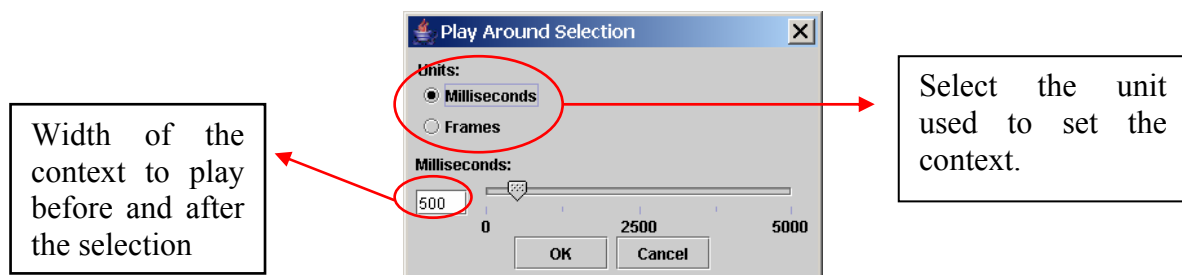 Play Around Selection
Units:
Milliseconds
Frames
Milliseconds:
500
0 2500 5000
OK Cancel
Width of the
context to play
before and after
the selection
Select the unit
used to set the
context.